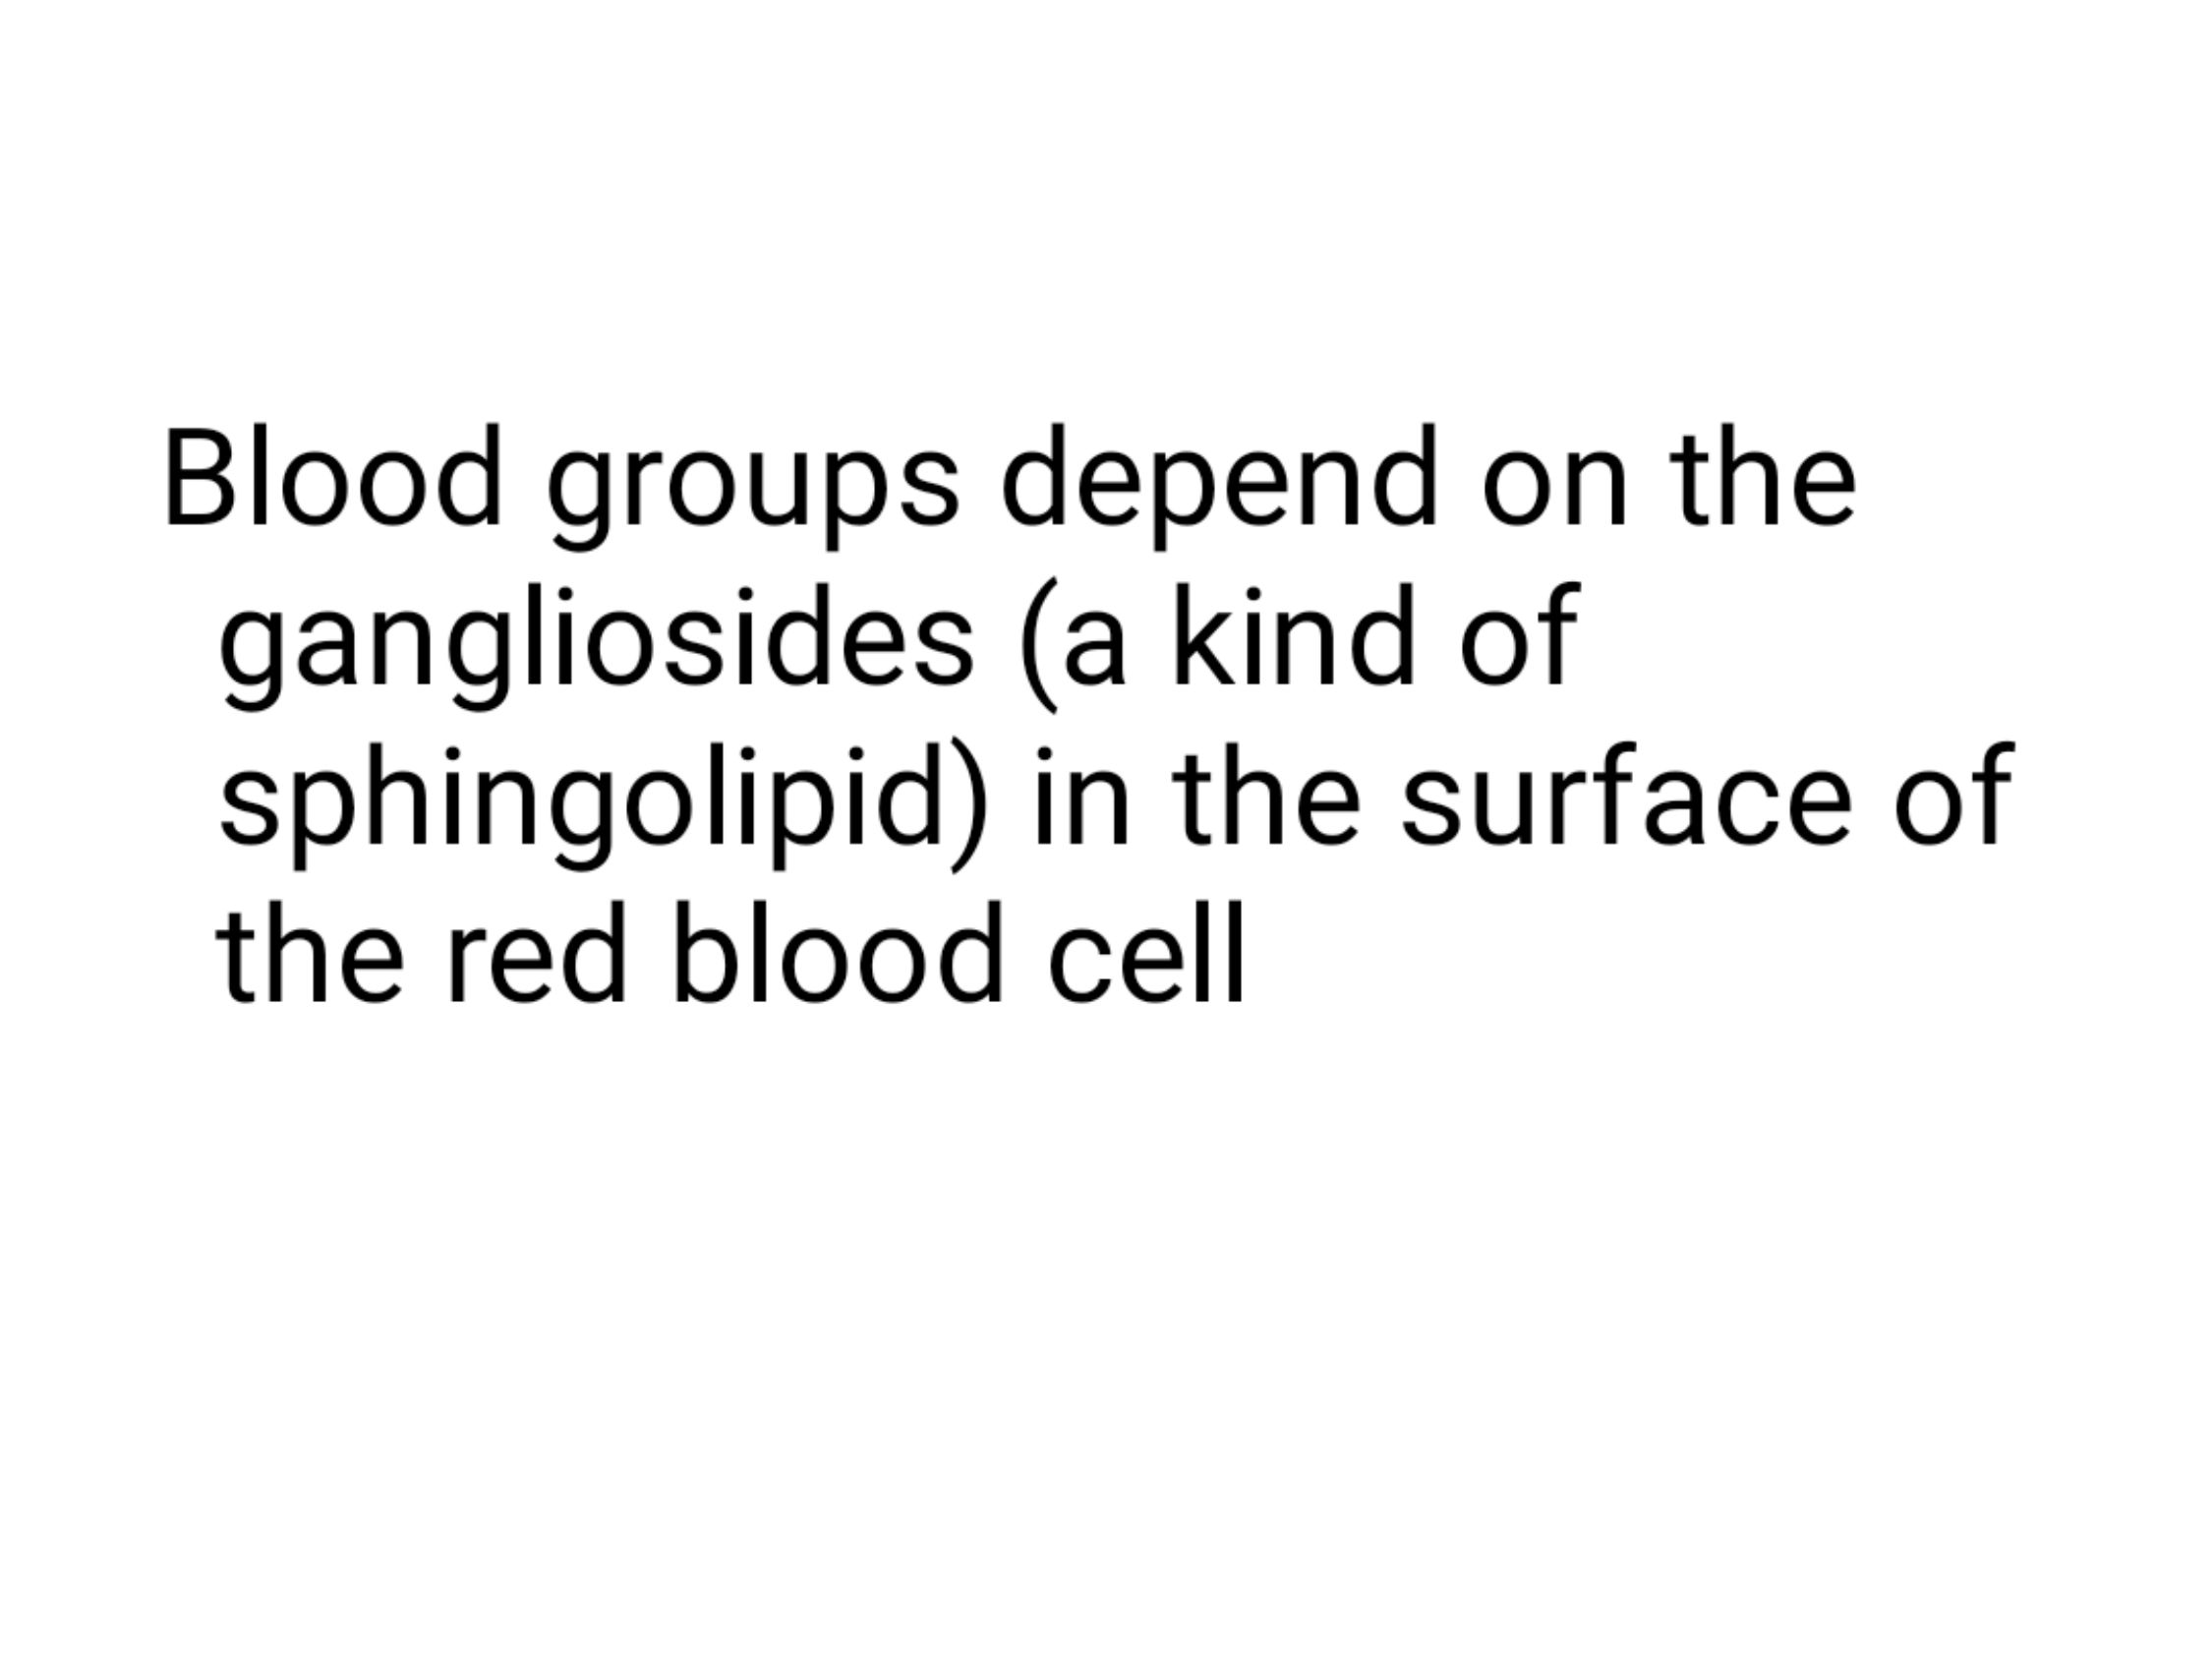 Blood groups depend on the
gangliosides (a kind of
sphingolipid) in the surface of
the red blood cell